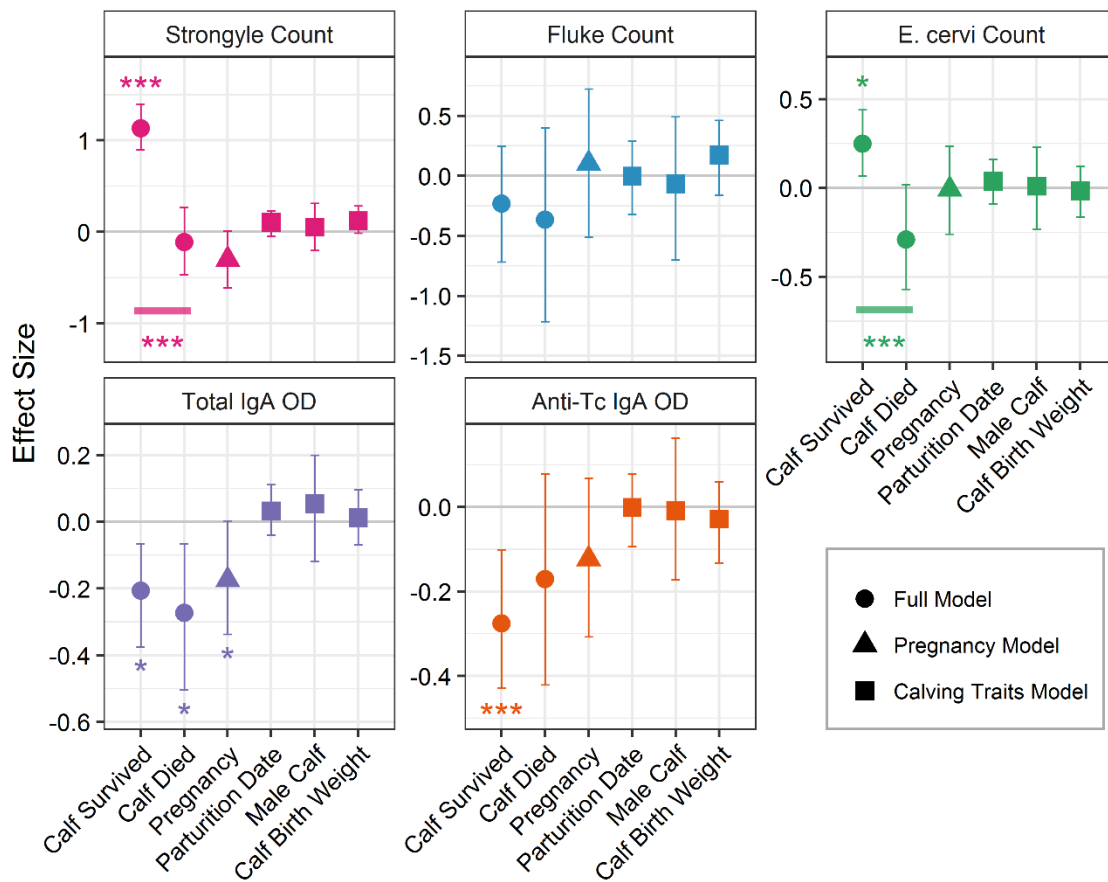 Strongyle Count
Fluke Count
E. cervi Count
Effect Size
1
0
-1
***
***
0.5
0.0
-0.5
-1.0
-1.5
0.5
0.0
-0.5
*
***
Calf Survived
Calf Died
Pregnancy
Parturition Date
Male Calf
Calf Birth Weight
Total IgA OD
Anti-Tc IgA OD
0.2
0.0
-0.2
-0.4
-0.6
*
*
*
0.0
-0.2
-0.4
***
Calf Survived
Calf Died
Pregnancy
Parturition Date
Male Calf
Calf Birth Weight
Calf Survived
Calf Died
Pregnancy
Parturition Date
Male Calf
Calf Birth Weight
Full Model
Pregnancy Model
Calving Traits Model